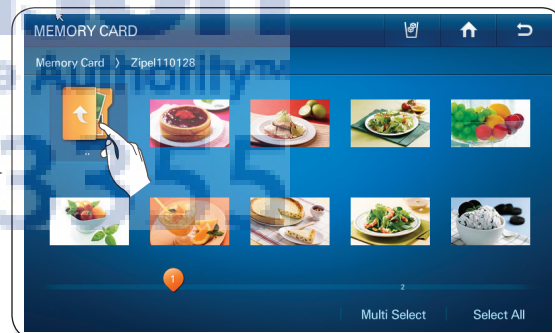 MEMORY CARD
Memory Card > Zipel110128
..
1
2
Multi Select
Select All